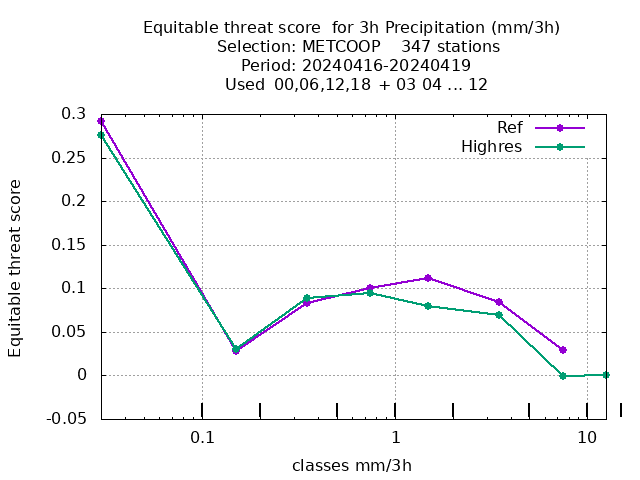 Equitable threat score  for 3h Precipitation (mm/3h)
Selection: METCOOP    347 stations
Period: 20240416-20240419
Used  00,06,12,18 + 03 04 ... 12
Ref
Highres
0.3
0.25
0.2
0.15
0.1
0.05
0
-0.05
Equitable threat score
0.1
1
10
classes mm/3h